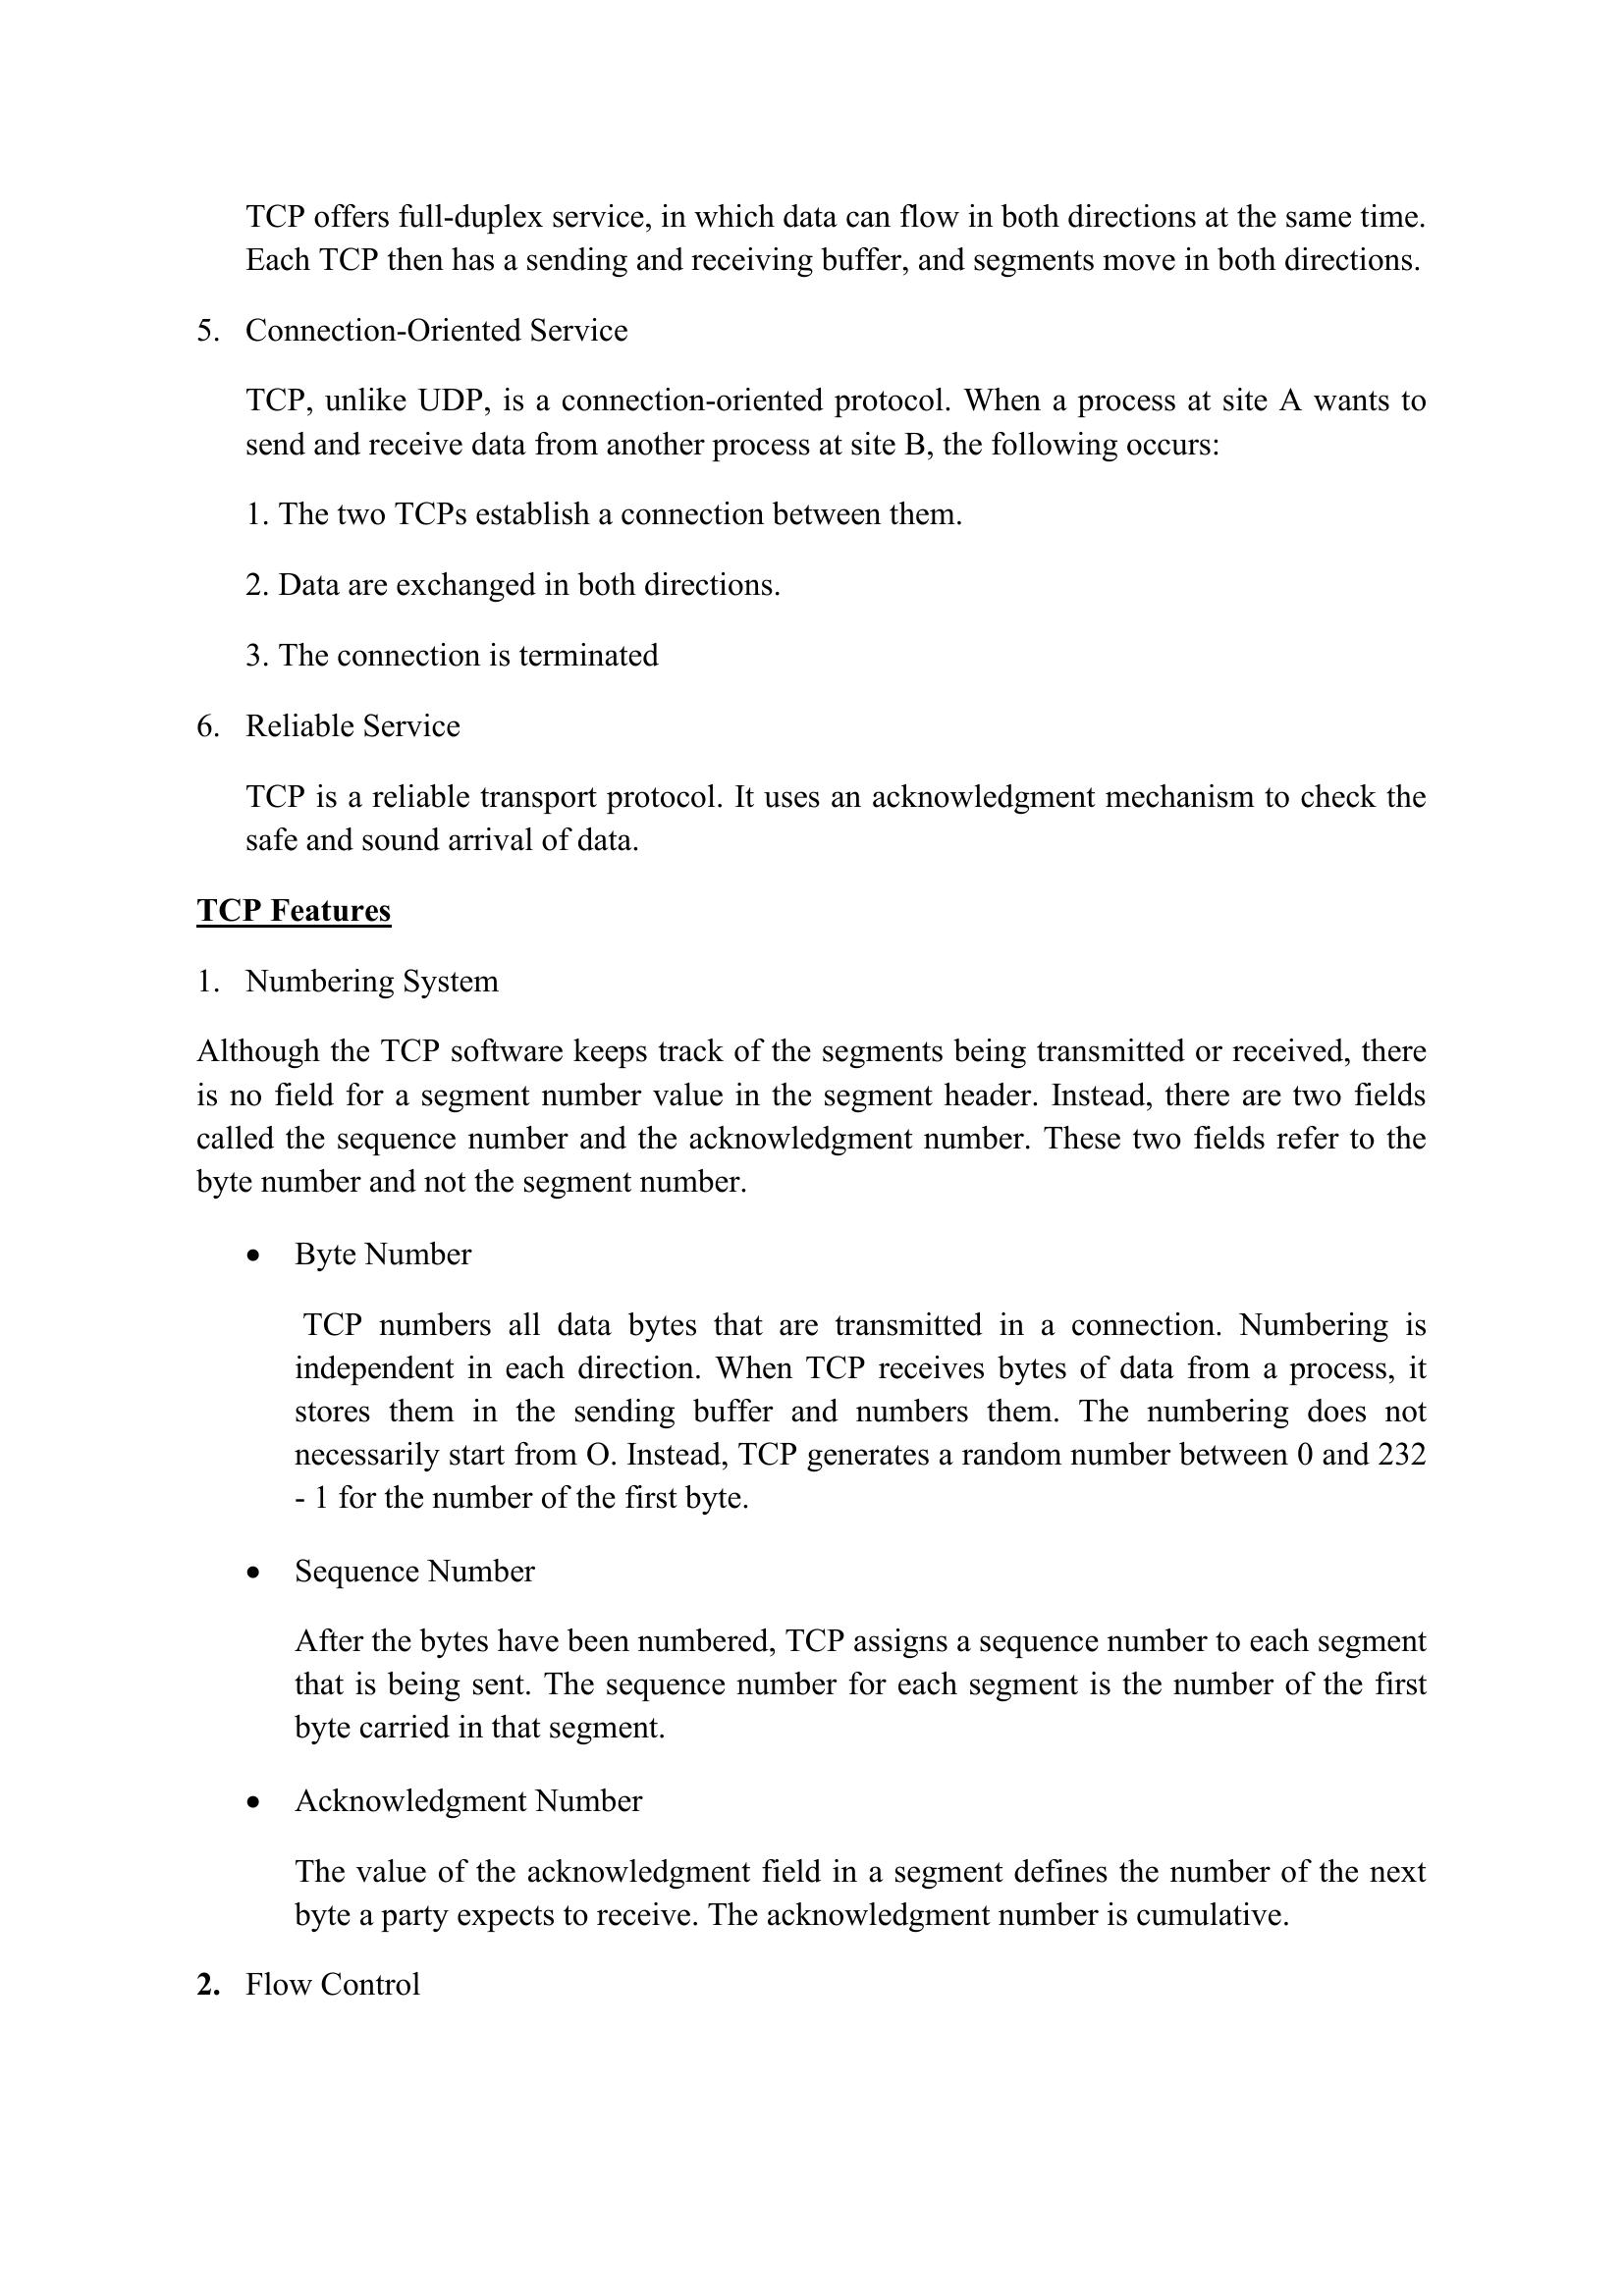 TCP offers full-duplex service, in which data can flow in both directions at the same time.
Each TCP then has a sending and receiving buffer, and segments move in both directions.
5. Connection-Oriented Service
TCP, unlike UDP, is a connection-oriented protocol. When a process at site A wants to
send and receive data from another process at site B, the following occurs:
1. The two TCPs establish a connection between them.
2. Data are exchanged in both directions.
3. The connection is terminated
6. Reliable Service
TCP is a reliable transport protocol. It uses an acknowledgment mechanism to check the
safe and sound arrival of data.
TCP Features
1. Numbering System
Although the TCP software keeps track of the segments being transmitted or received, there
is no field for a segment number value in the segment header. Instead, there are two fields
called the sequence number and the acknowledgment number. These two fields refer to the
byte number and not the segment number.
• Byte Number
TCP numbers all data bytes that are transmitted in a connection. Numbering is
independent in each direction. When TCP receives bytes of data from a process, it
stores them in the sending buffer and numbers them. The numbering does not
necessarily start from O. Instead, TCP generates a random number between 0 and 232
- 1 for the number of the first byte.
• Sequence Number
After the bytes have been numbered, TCP assigns a sequence number to each segment
that is being sent. The sequence number for each segment is the number of the first
byte carried in that segment.
• Acknowledgment Number
The value of the acknowledgment field in a segment defines the number of the next
byte a party expects to receive. The acknowledgment number is cumulative.
2. Flow Control